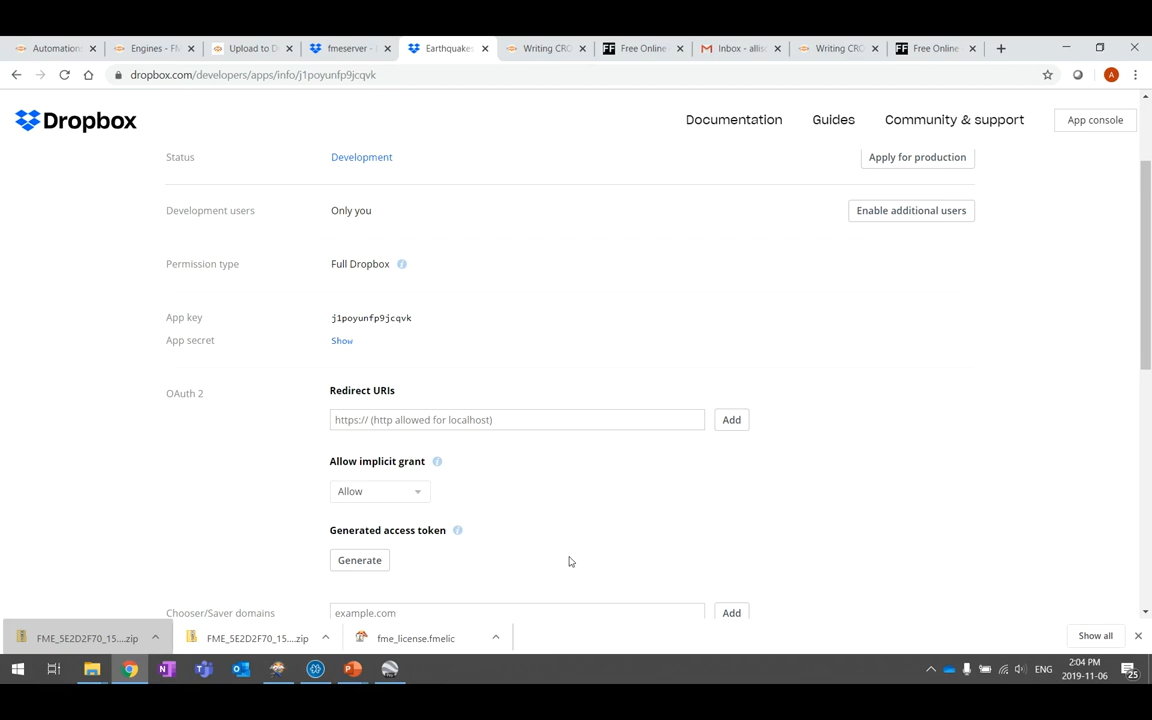 Automation
Engines - FM
Upload to D
fmeserver -
Earthquakes
Writing CRO
Free Online
Inbox - allis
Writing CRO
Free Online
dropbox.com/developers/apps/info/j1poyunfp9jcqvk
A
Dropbox
Documentation
Guides
Community & support
App console
Status
Development
Apply for production
Development users
Only you
Enable additional users
Permission type
Full Dropbox
App key
j1poyunfp9jcqvk
App secret
Show
OAuth 2
Redirect URIs
https:// (http allowed for localhost)
Add
Allow implicit grant
Allow
Generated access token
Generate
Chooser/Saver domains
example.com
Add
FME_5E2D2F70_15....zip
FME_5E2D2F70_15....zip
fme_license.fmelic
Show all
ENG
2:04 PM
2019-11-06
25